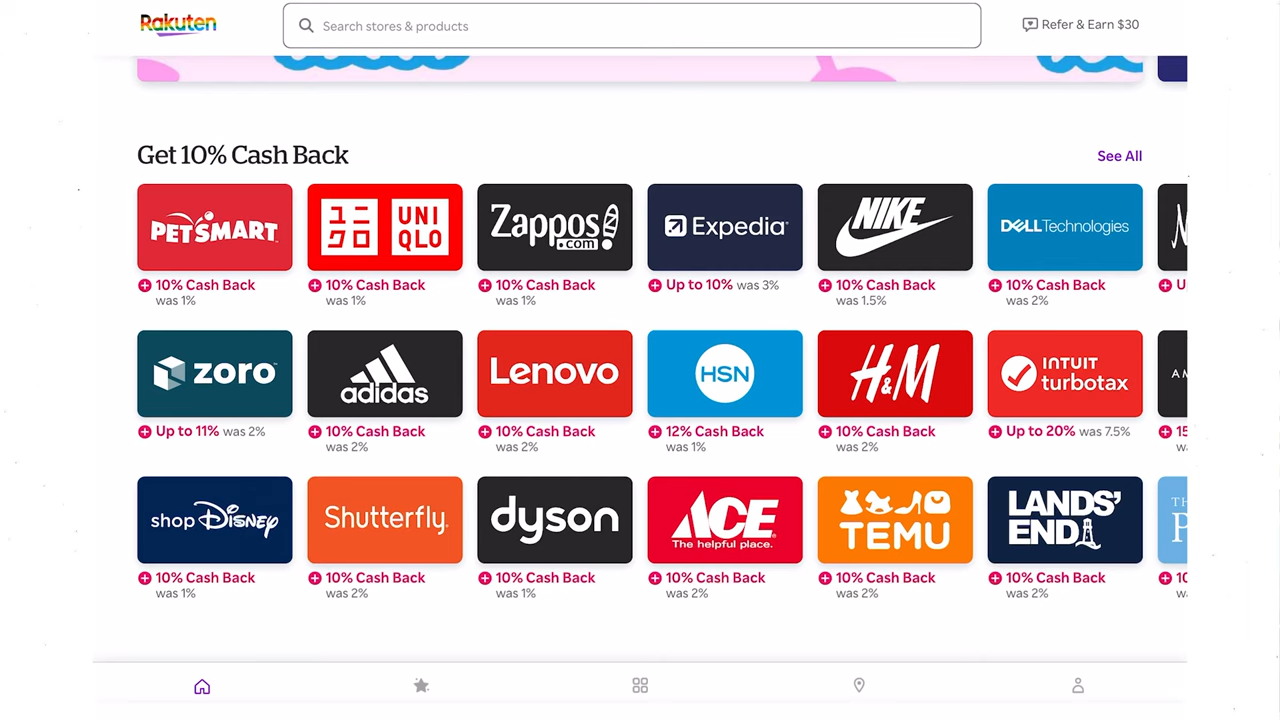 Rakuten
Search stores & products
Refer & Earn $30
Get 10% Cash Back
See All
PETSMART
ユニ
クロ
UNI
QLO
Zappos
.com
Expedia
NIKE
DELL Technologies
10% Cash Back
was 1%
10% Cash Back
was 1%
10% Cash Back
was 1%
Up to 10% was 3%
10% Cash Back
was 1.5%
10% Cash Back
was 2%
zoro
adidas
Lenovo
HSN
H&M
INTUIT
turbotax
Up to 11% was 2%
10% Cash Back
was 2%
10% Cash Back
was 2%
12% Cash Back
was 1%
10% Cash Back
was 2%
Up to 20% was 7.5%
shop Disney
Shutterfly
dyson
ACE
The helpful place.
TEMU
LANDS'
END
10% Cash Back
was 1%
10% Cash Back
was 2%
10% Cash Back
was 1%
10% Cash Back
was 2%
10% Cash Back
was 2%
10% Cash Back
was 2%